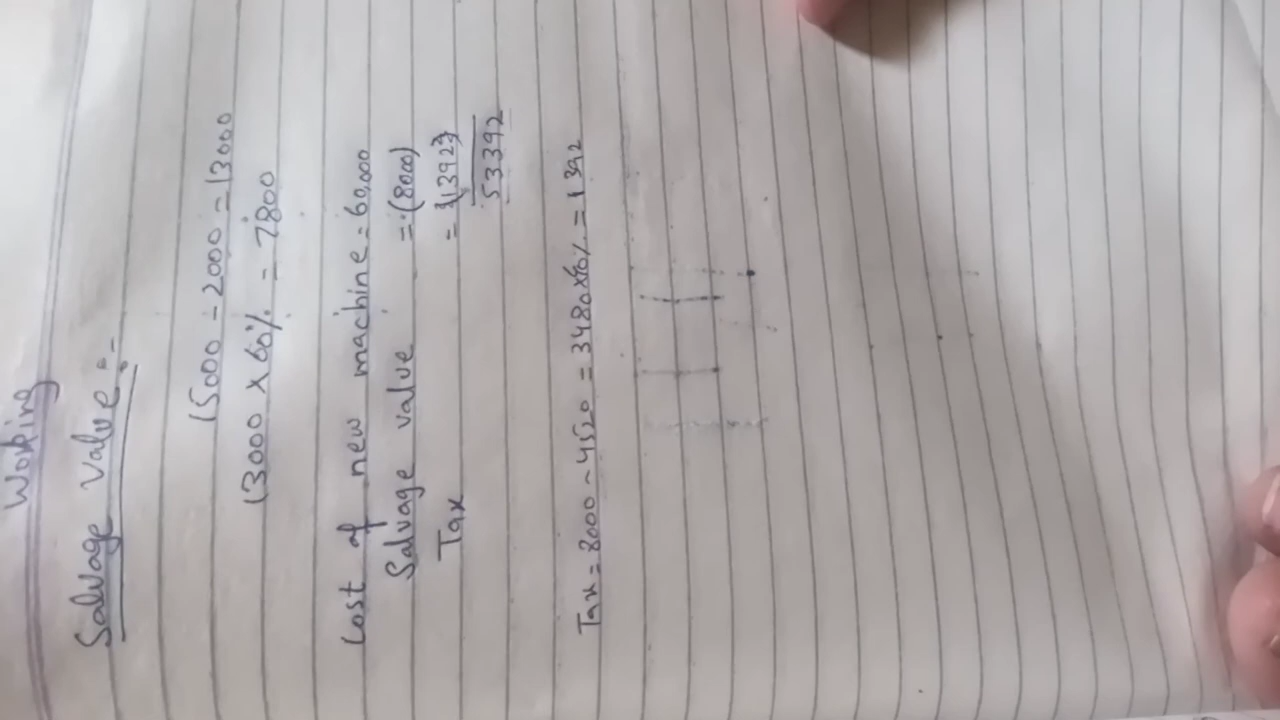 Working
Salvage value:-
15000 - 2000 = 13000
13000 x 60% = 7800
Cost of new machine = 60,000
Salvage value = (8000)
Tax = (1392)
53392
Tax = 8000 - 4520 = 3480 x 40% = 1392